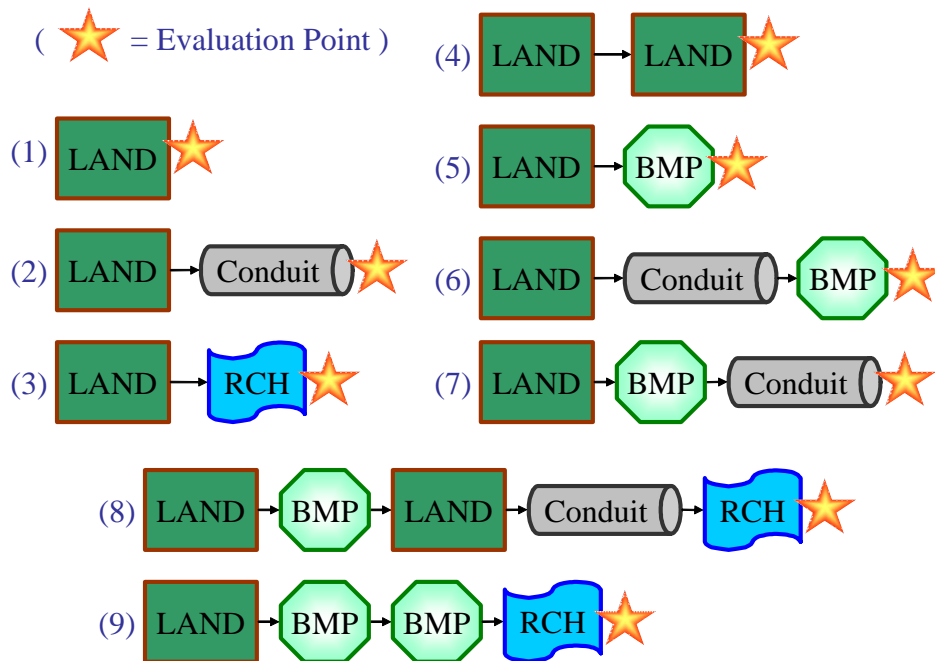 ( = Evaluation Point )
(1) LAND
(2) LAND Conduit
(3) LAND RCH
(4) LAND LAND
(5) LAND BMP
(6) LAND Conduit BMP
(7) LAND BMP Conduit
(8) LAND BMP LAND Conduit RCH
(9) LAND BMP BMP RCH